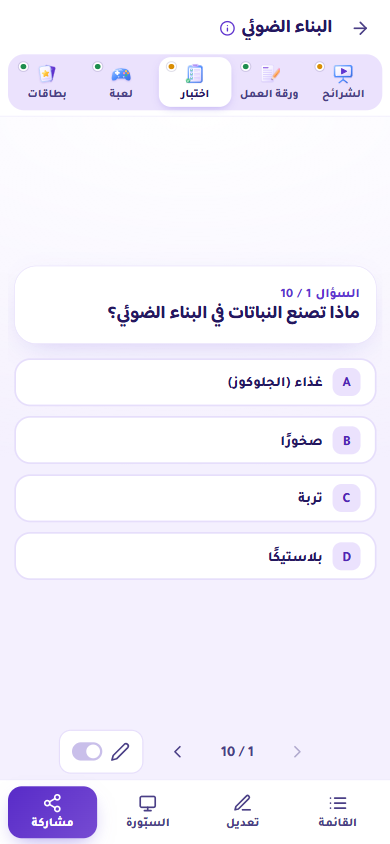 البناء الضوئي
الشرائح
ورقة العمل
اختبار
لعبة
بطاقات
السؤال 1 / 10
ماذا تصنع النباتات في البناء الضوئي؟
A غذاء (الجلوكوز)
B صخورًا
C تربة
D بلاستيكًا
1 / 10
القائمة
تعديل
السبّورة
مشاركة